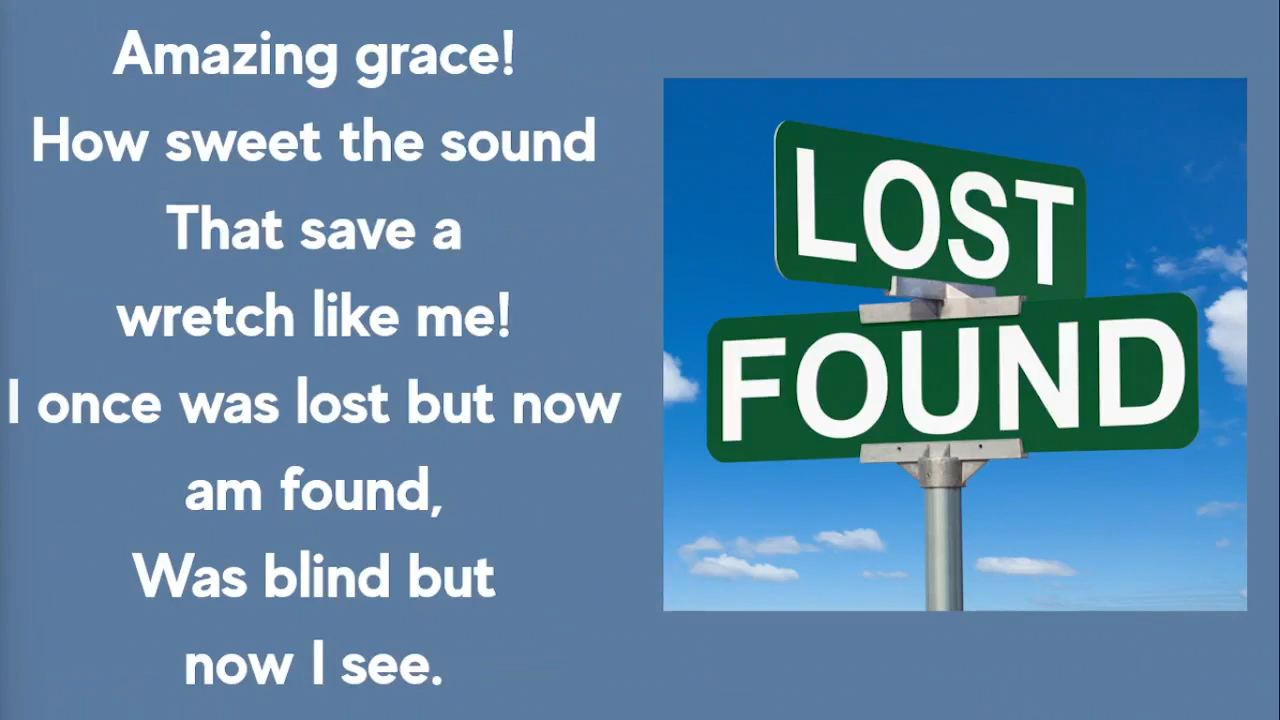 Amazing grace!
How sweet the sound
That save a
wretch like me!
I once was lost but now
am found,
Was blind but
now I see.
LOST
FOUND